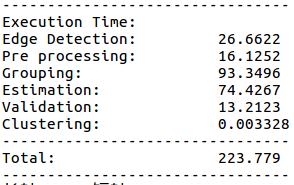 --------------------------------
Execution Time:
Edge Detection: 26.6622
Pre processing: 16.1252
Grouping: 93.3496
Estimation: 74.4267
Validation: 13.2123
Clustering: 0.003328
--------------------------------
Total: 223.779
--------------------------------